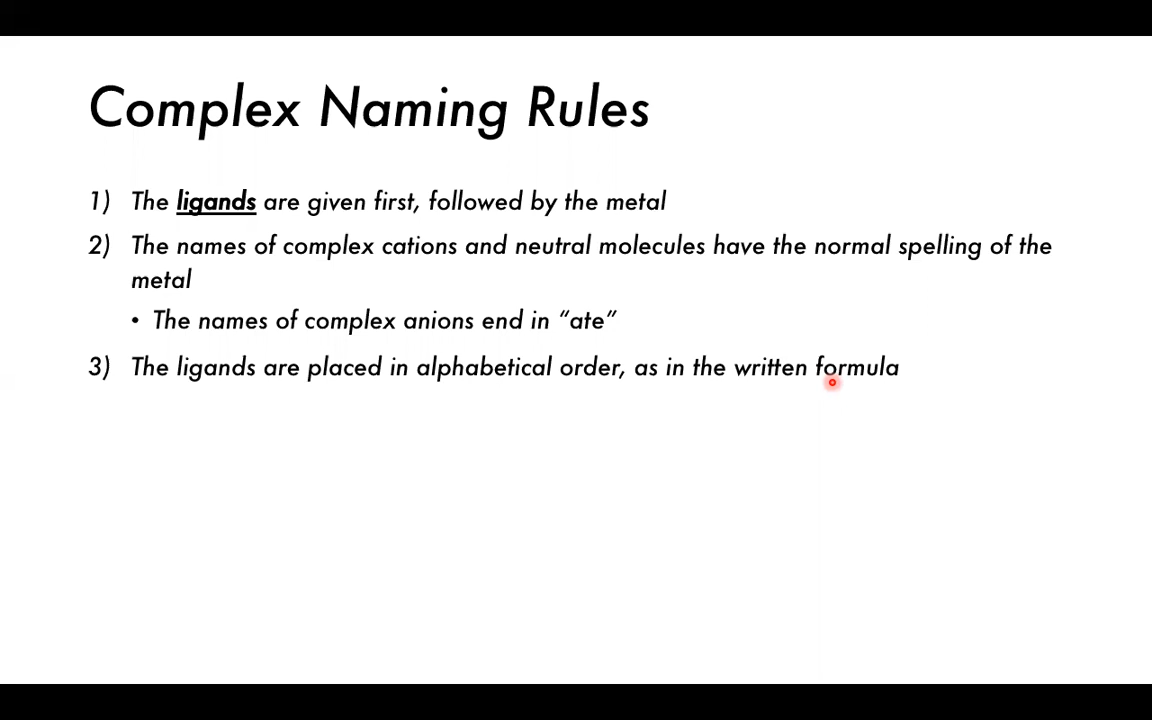 Complex Naming Rules
1) The ligands are given first, followed by the metal
2) The names of complex cations and neutral molecules have the normal spelling of the
metal
• The names of complex anions end in “ate”
3) The ligands are placed in alphabetical order, as in the written formula